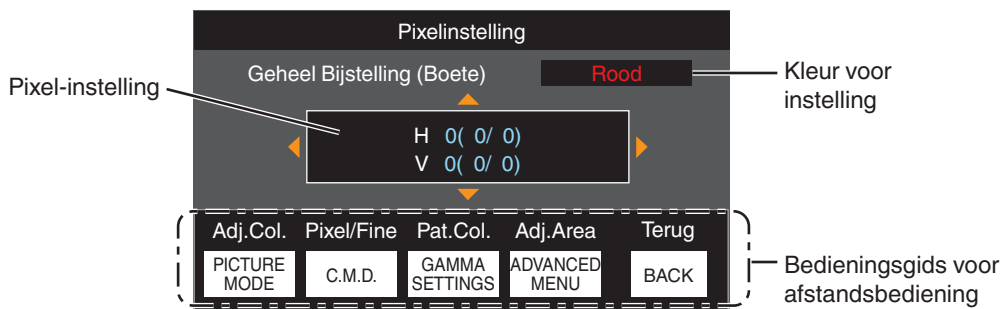 Pixelinstelling
Geheel Bijstelling (Boete) Rood
Pixel-instelling
Kleur voor
instelling
H 0( 0/ 0)
V 0( 0/ 0)
Adj.Col. Pixel/Fine Pat.Col. Adj.Area Terug
PICTURE
MODE
C.M.D.
GAMMA
SETTINGS
ADVANCED
MENU
BACK
Bedieningsgids voor
afstandsbediening